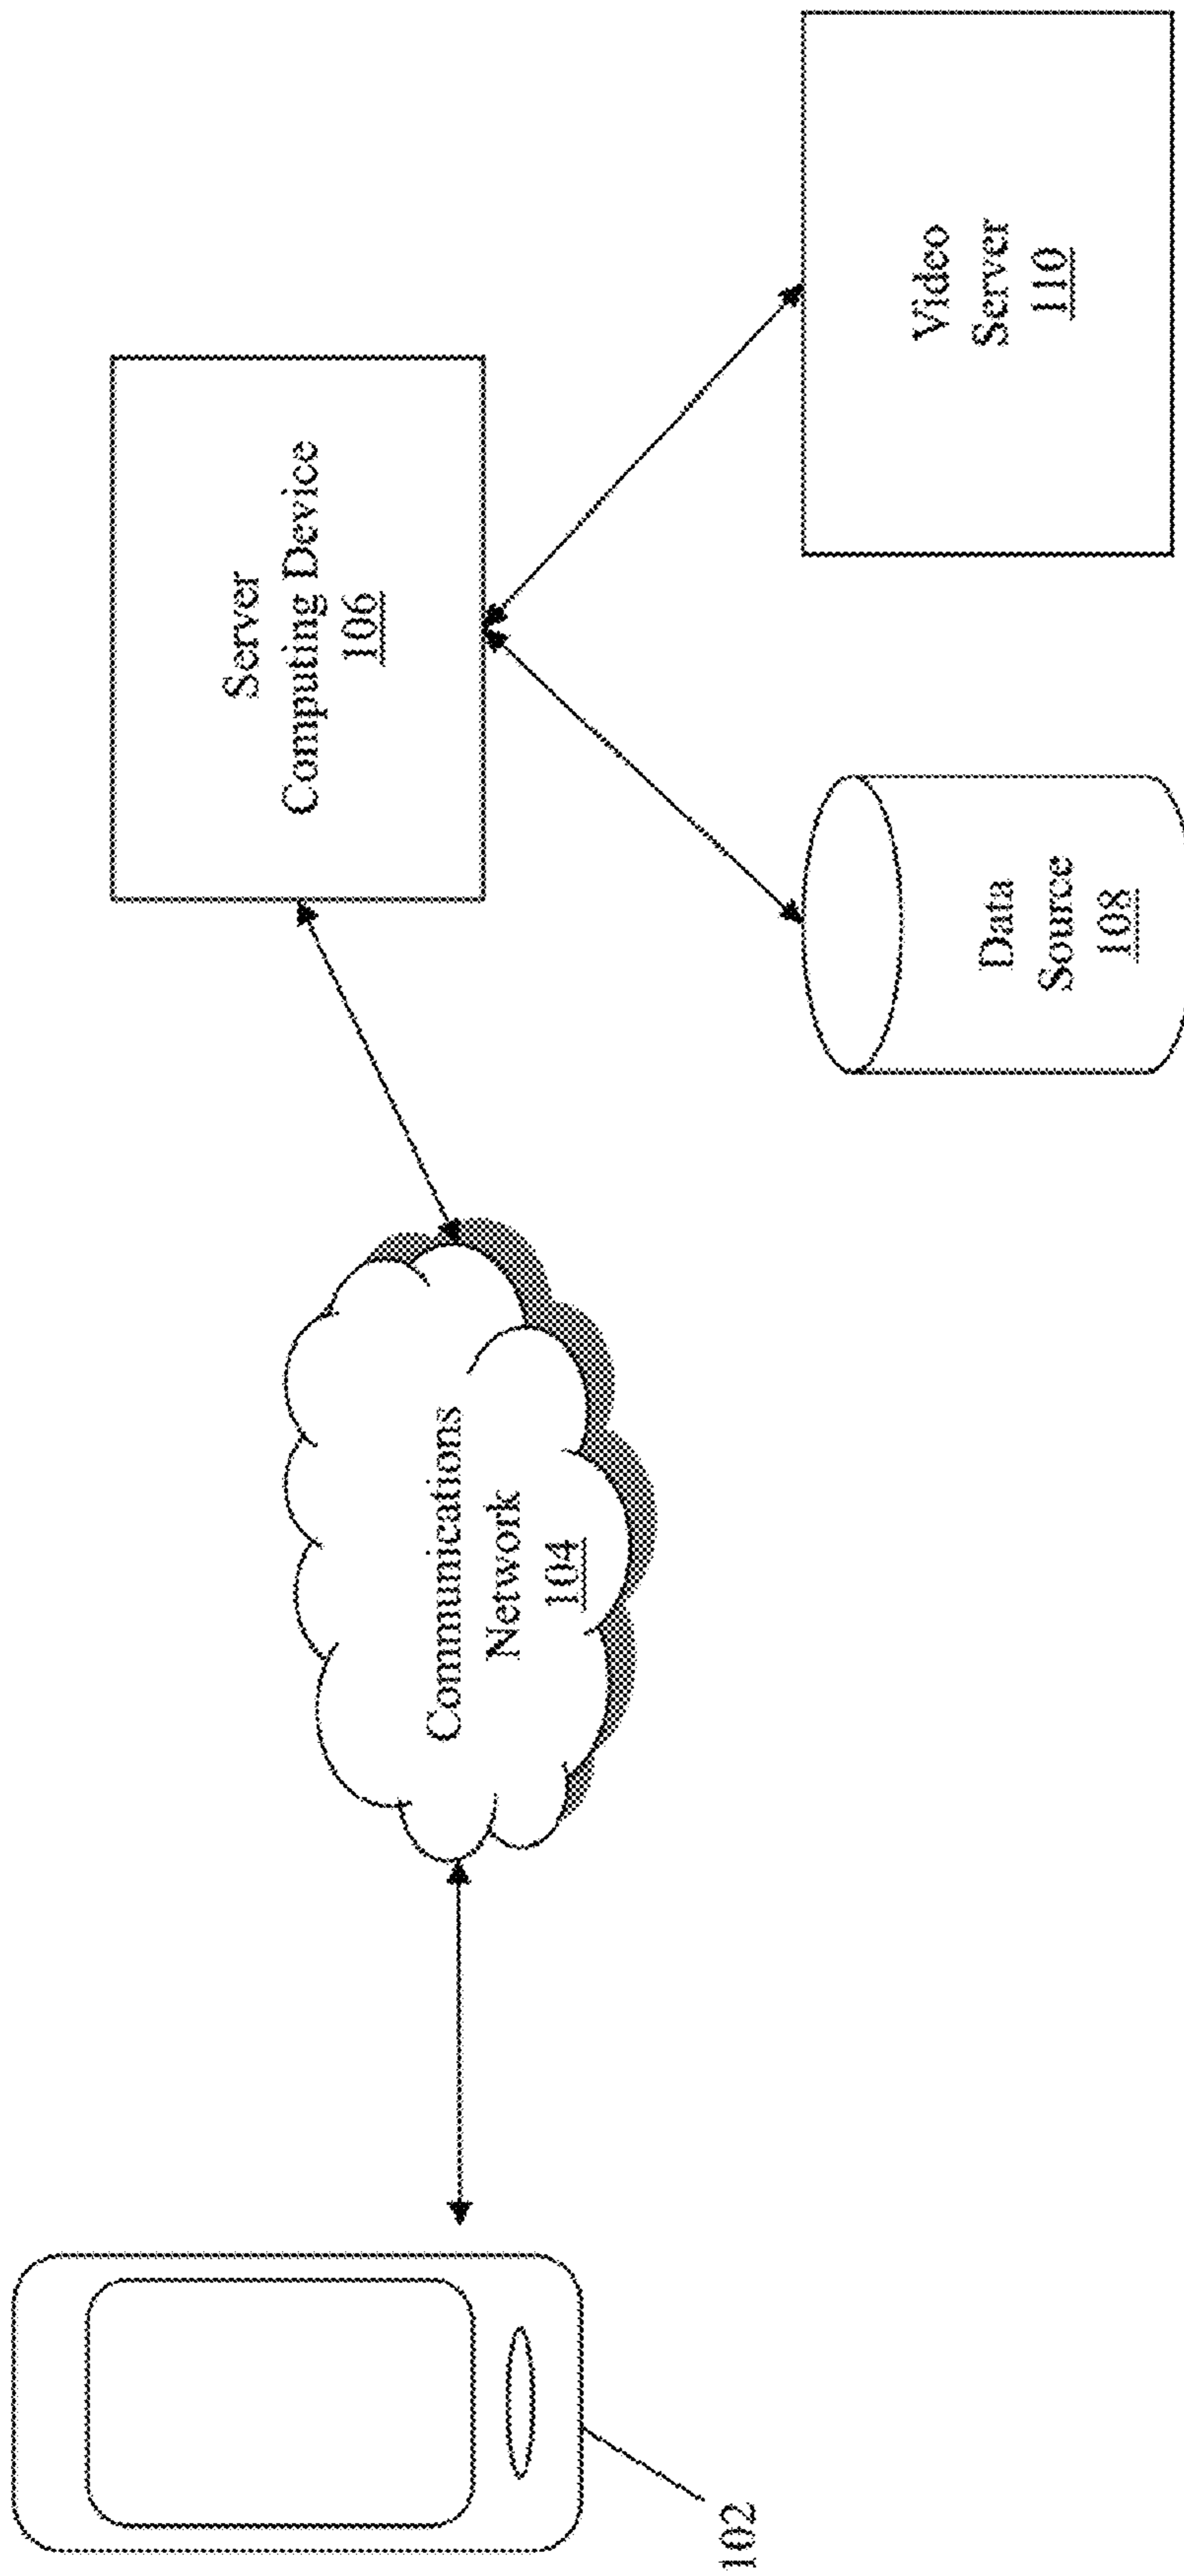 102
Communications
Network
104
Server
Computing Device
106
Data
Source
108
Video
Server
110